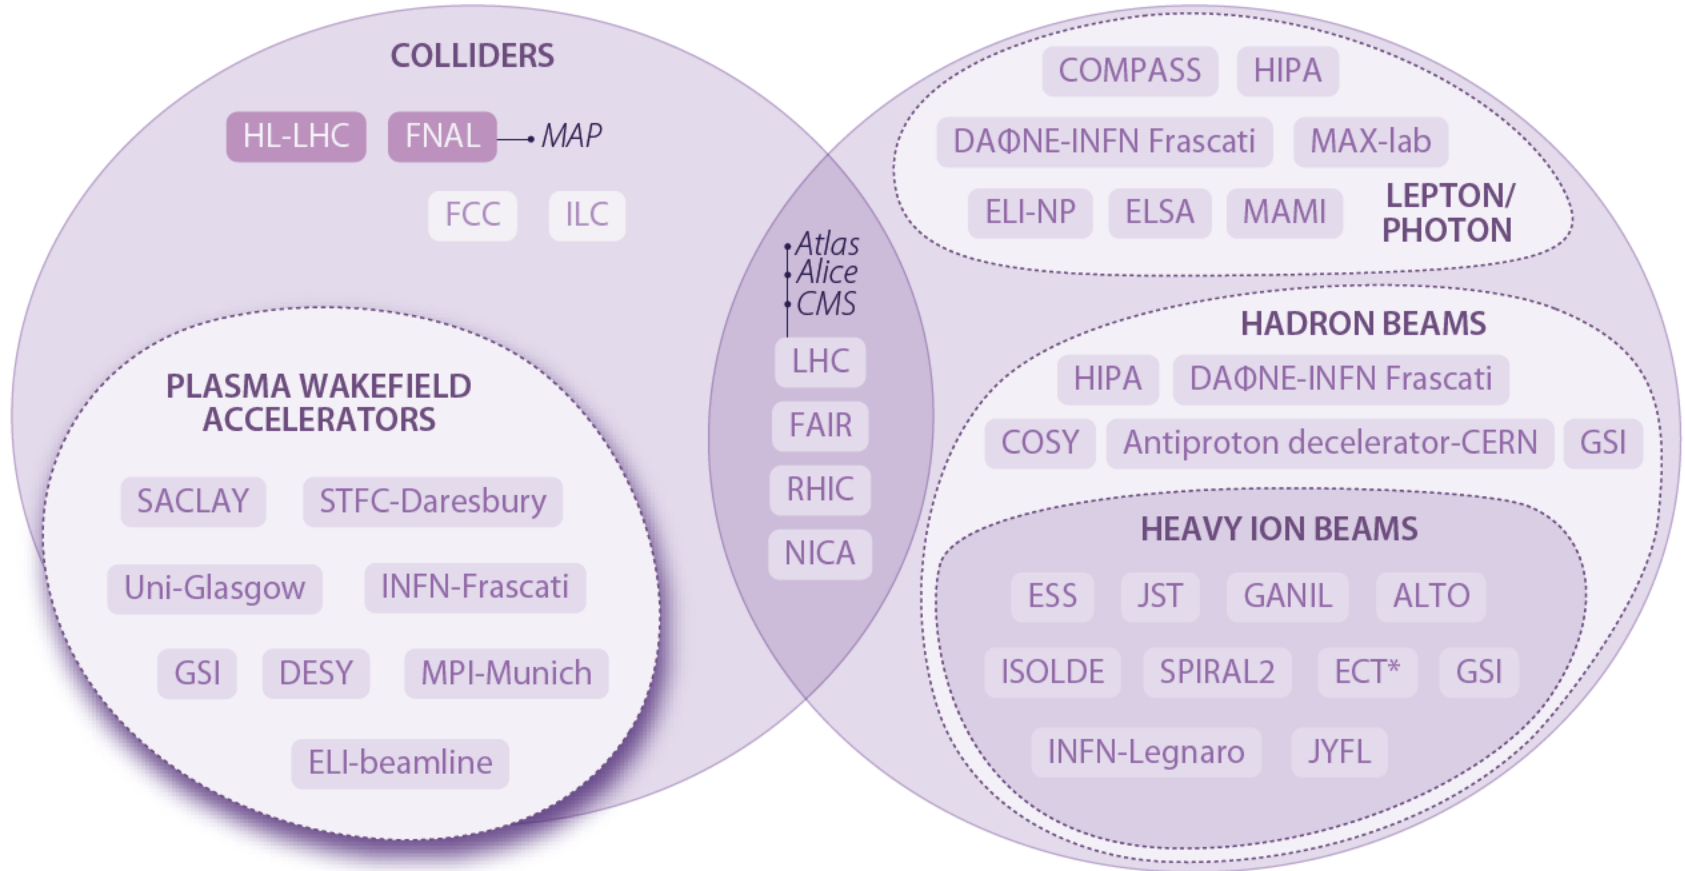 COLLIDERS
HL-LHC
FNAL
MAP
FCC
ILC
PLASMA WAKEFIELD
ACCELERATORS
SACLAY
STFC-Daresbury
Uni-Glasgow
INFN-Frascati
GSI
DESY
MPI-Munich
ELI-beamline
Atlas
Alice
CMS
LHC
FAIR
RHIC
NICA
COMPASS
HIPA
DAΦNE-INFN Frascati
MAX-lab
ELI-NP
ELSA
MAMI
LEPTON/
PHOTON
HADRON BEAMS
HIPA
DAΦNE-INFN Frascati
COSY
Antiproton decelerator-CERN
GSI
HEAVY ION BEAMS
ESS
JST
GANIL
ALTO
ISOLDE
SPIRAL2
ECT*
GSI
INFN-Legnaro
JYFL